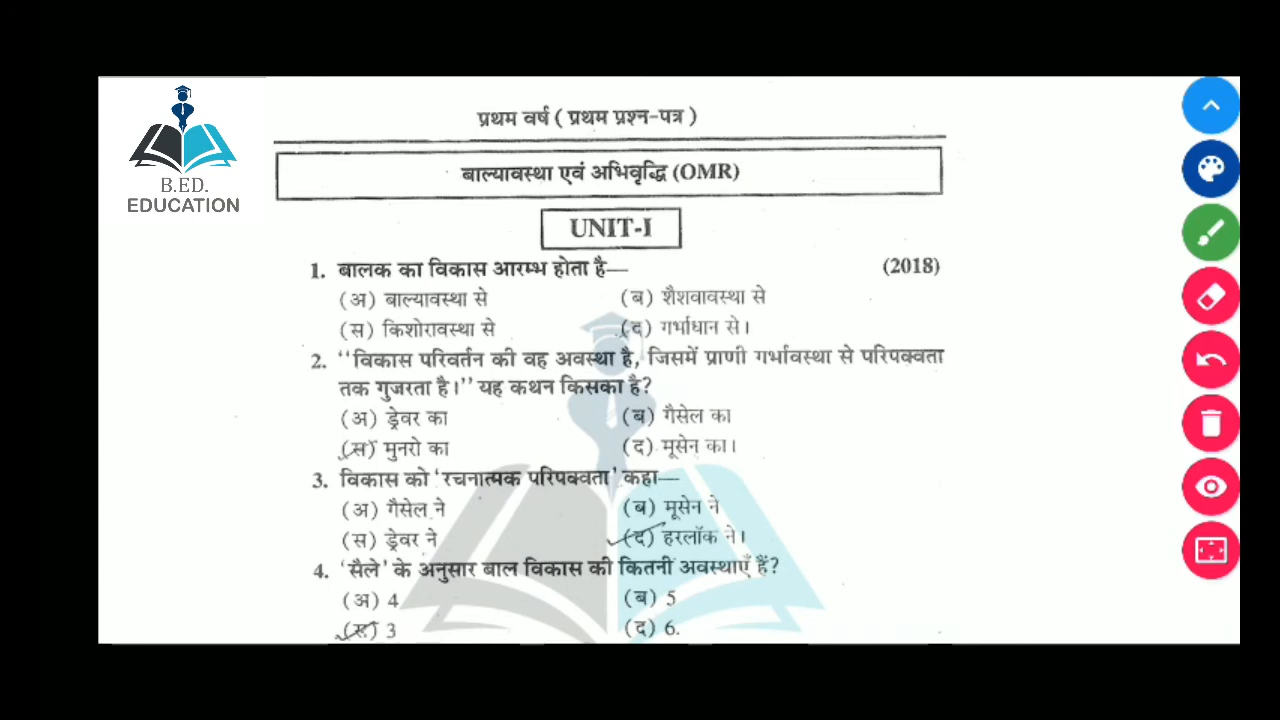 B.ED.
EDUCATION
प्रथम वर्ष ( प्रथम प्रश्न-पत्र )
बाल्यावस्था एवं अभिवृद्धि (OMR)
UNIT-I
1. बालक का विकास आरम्भ होता है— (2018)
(अ) बाल्यावस्था से (ब) शैशवावस्था से
(स) किशोरावस्था से (द) गर्भाधान से।
2. ‘‘विकास परिवर्तन की वह अवस्था है, जिसमें प्राणी गर्भावस्था से परिपक्वता
तक गुजरता है।’’ यह कथन किसका है?
(अ) ड्रेवर का (ब) गैसेल का
(स) मुनरो का (द) मूसेन का।
3. विकास को ‘रचनात्मक परिपक्वता’ कहा—
(अ) गैसेल ने (ब) मूसेन ने
(स) ड्रेवर ने (द) हरलॉक ने।
4. ‘सैले’ के अनुसार बाल विकास की कितनी अवस्थाएँ हैं?
(अ) 4 (ब) 5
(स) 3 (द) 6.